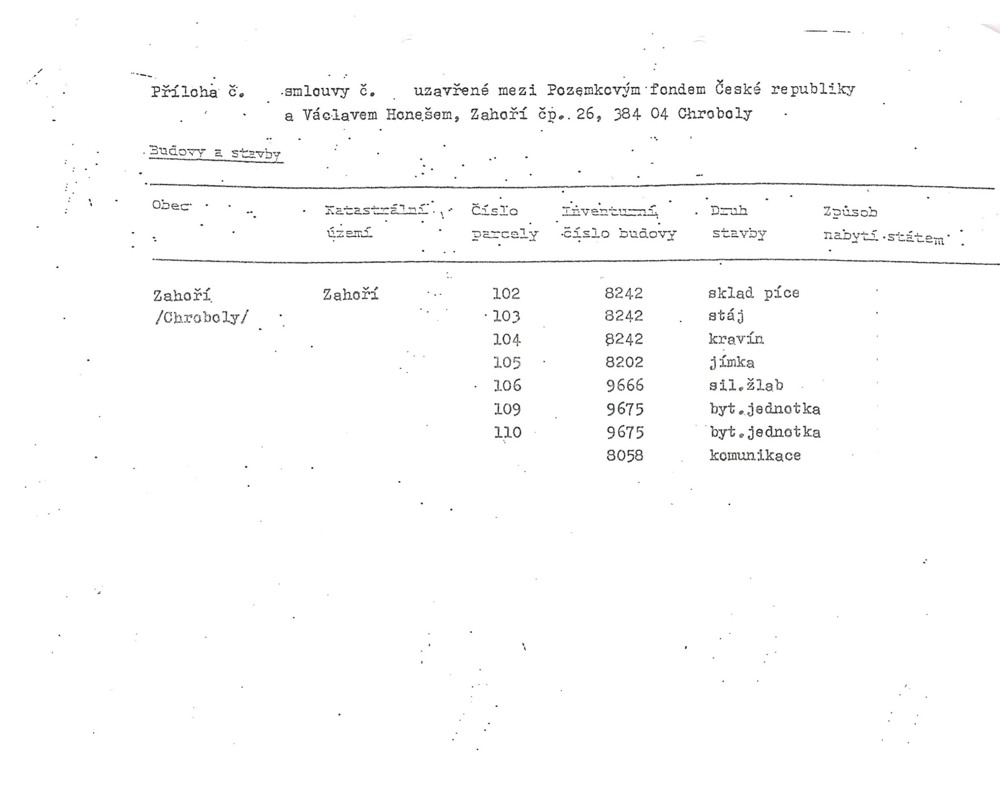 Příloha č. smlouvy č. uzavřené mezi Pozemkovým fondem České republiky
a Václavem Honešem, Zahoří čp. 26, 384 04 Chroboly
Budovy a stavby
Obec Katastrální Číslo Inventurní Druh Způsob
území parcely číslo budovy stavby nabytí státem
Zahoří Zahoří 102 8242 sklad píce
/Chroboly/ 103 8242 stáj
104 8242 kravín
105 8202 jímka
106 9666 sil.žlab
109 9675 byt.jednotka
110 9675 byt.jednotka
8058 komunikace